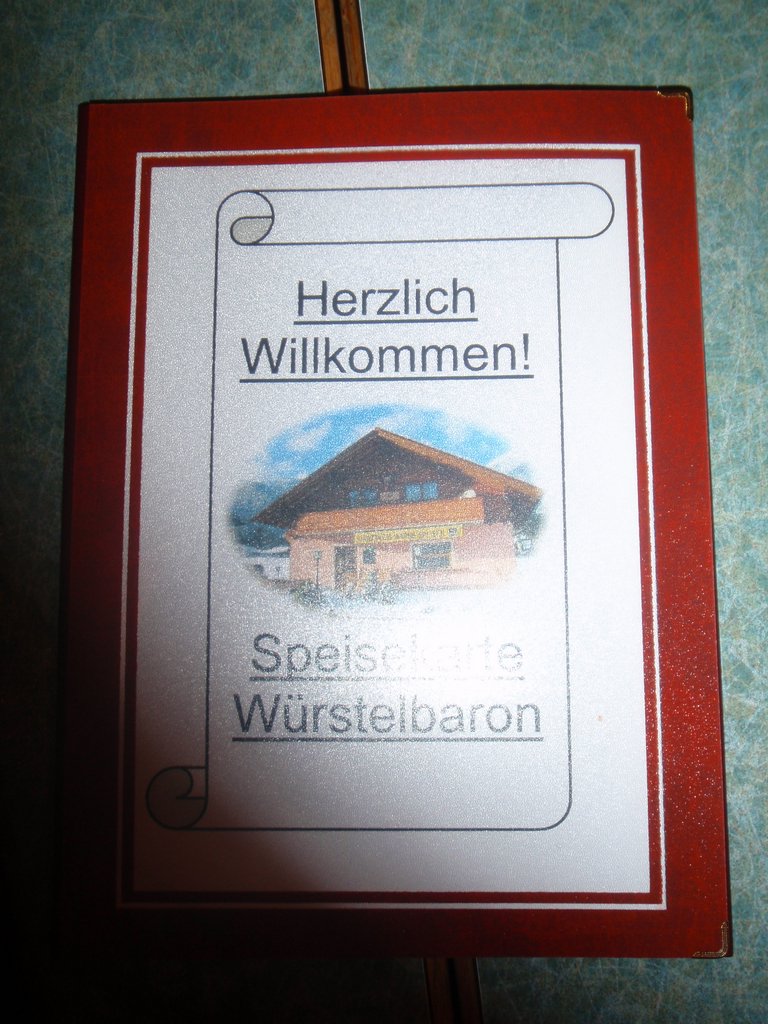 Herzlich
Willkommen!
Speisekarte
Würstelbaron